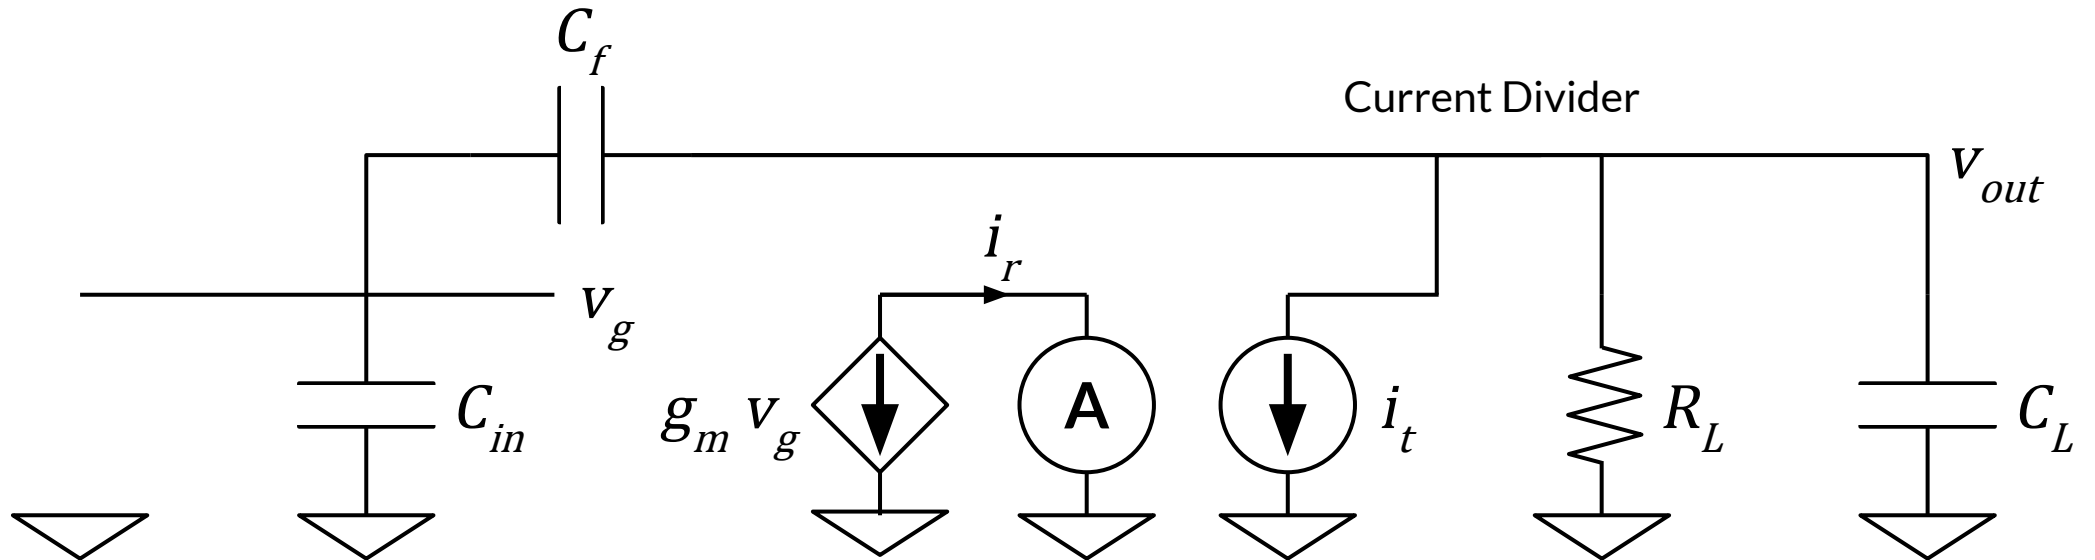 C_f
Current Divider
v_out
i_r
v_g
C_in
g_m v_g
A
i_t
R_L
C_L